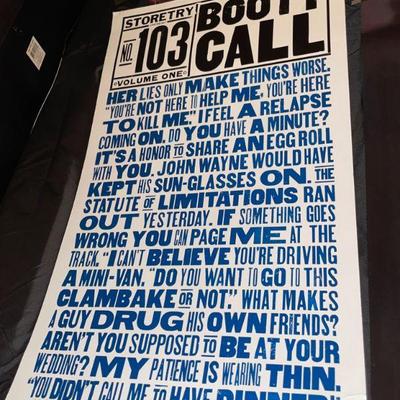 STORETRY
NO. 103
VOLUME ONE
BOOTY
CALL
HER LIES ONLY MAKE THINGS WORSE.
"YOU'RE NOT HERE TO HELP ME, YOU'RE HERE
TO KILL ME." I FEEL A RELAPSE
COMING ON. DO YOU HAVE A MINUTE?
IT'S A HONOR TO SHARE AN EGG ROLL
WITH YOU. JOHN WAYNE WOULD HAVE
KEPT HIS SUN-GLASSES ON. THE
STATUTE OF LIMITATIONS RAN
OUT YESTERDAY. IF SOMETHING GOES
WRONG YOU CAN PAGE ME AT THE
TRACK. "I CAN'T BELIEVE YOU'RE DRIVING
A MINI-VAN. "DO YOU WANT TO GO TO THIS
CLAMBAKE OR NOT." WHAT MAKES
A GUY DRUG HIS OWN FRIENDS?
AREN'T YOU SUPPOSED TO BE AT YOUR
WEDDING? MY PATIENCE IS WEARING THIN.
"YOU DIDN'T CALL ME TO HAVE DINNER!